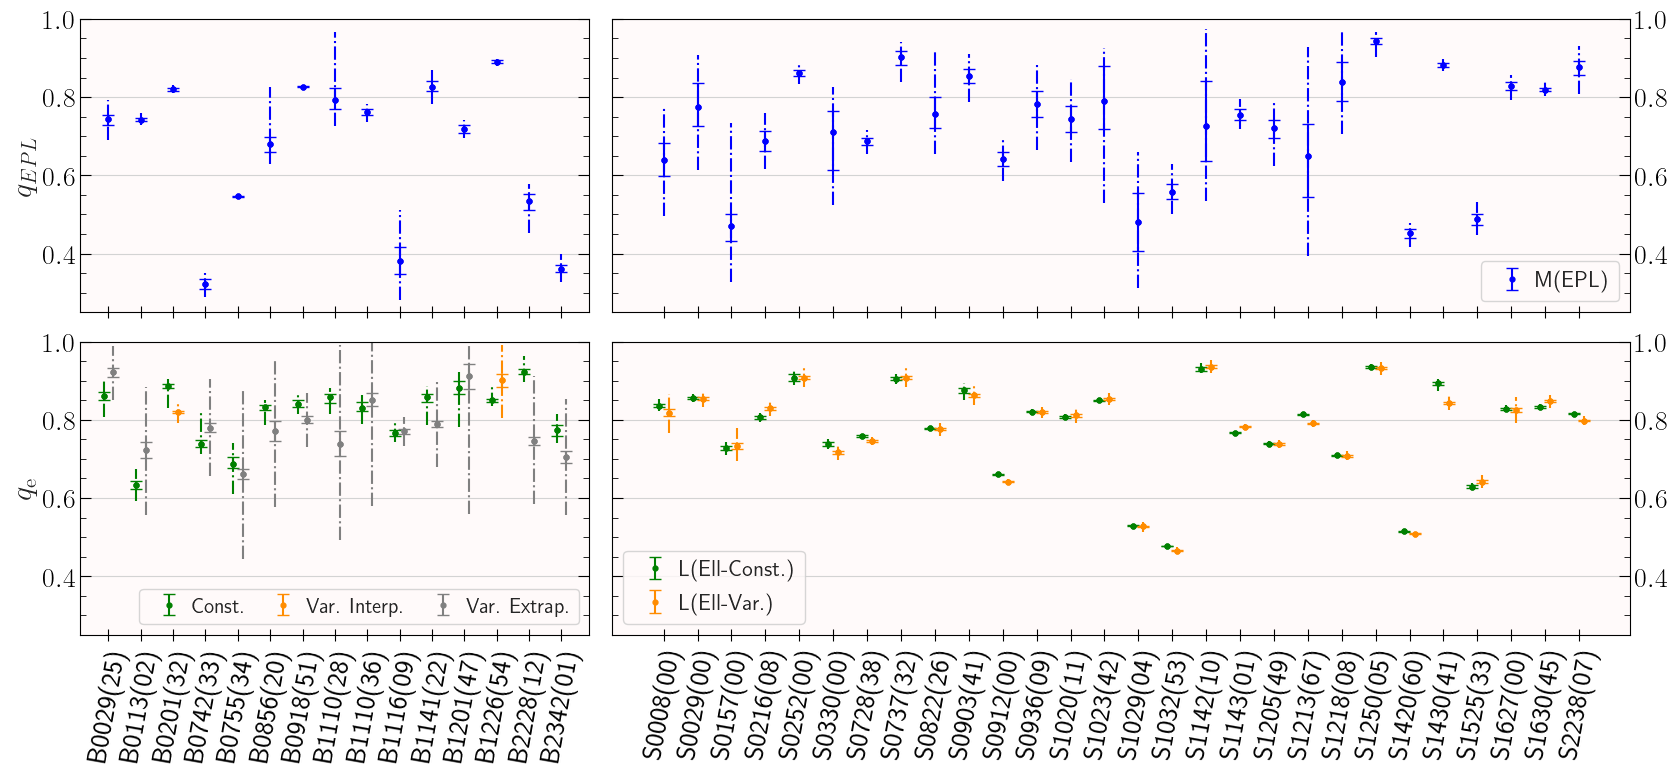 1.0
0.8
0.6
0.4
q_{EPL}
1.0
0.8
0.6
0.4
M(EPL)
1.0
0.8
0.6
0.4
q_e
Const.
Var. Interp.
Var. Extrap.
1.0
0.8
0.6
0.4
L(Ell-Const.)
L(Ell-Var.)
B0029(25)
B0113(02)
B0201(32)
B0742(33)
B0755(34)
B0856(20)
B0918(51)
B1110(28)
B1110(36)
B1116(09)
B1141(22)
B1201(47)
B1226(54)
B2228(12)
B2342(01)
S0008(00)
S0029(00)
S0157(00)
S0216(08)
S0252(00)
S0330(00)
S0728(38)
S0737(32)
S0822(26)
S0903(41)
S0912(00)
S0936(09)
S1020(11)
S1023(42)
S1029(04)
S1032(53)
S1142(10)
S1143(01)
S1205(49)
S1213(67)
S1218(08)
S1250(05)
S1420(60)
S1430(41)
S1525(33)
S1627(00)
S1630(45)
S2238(07)